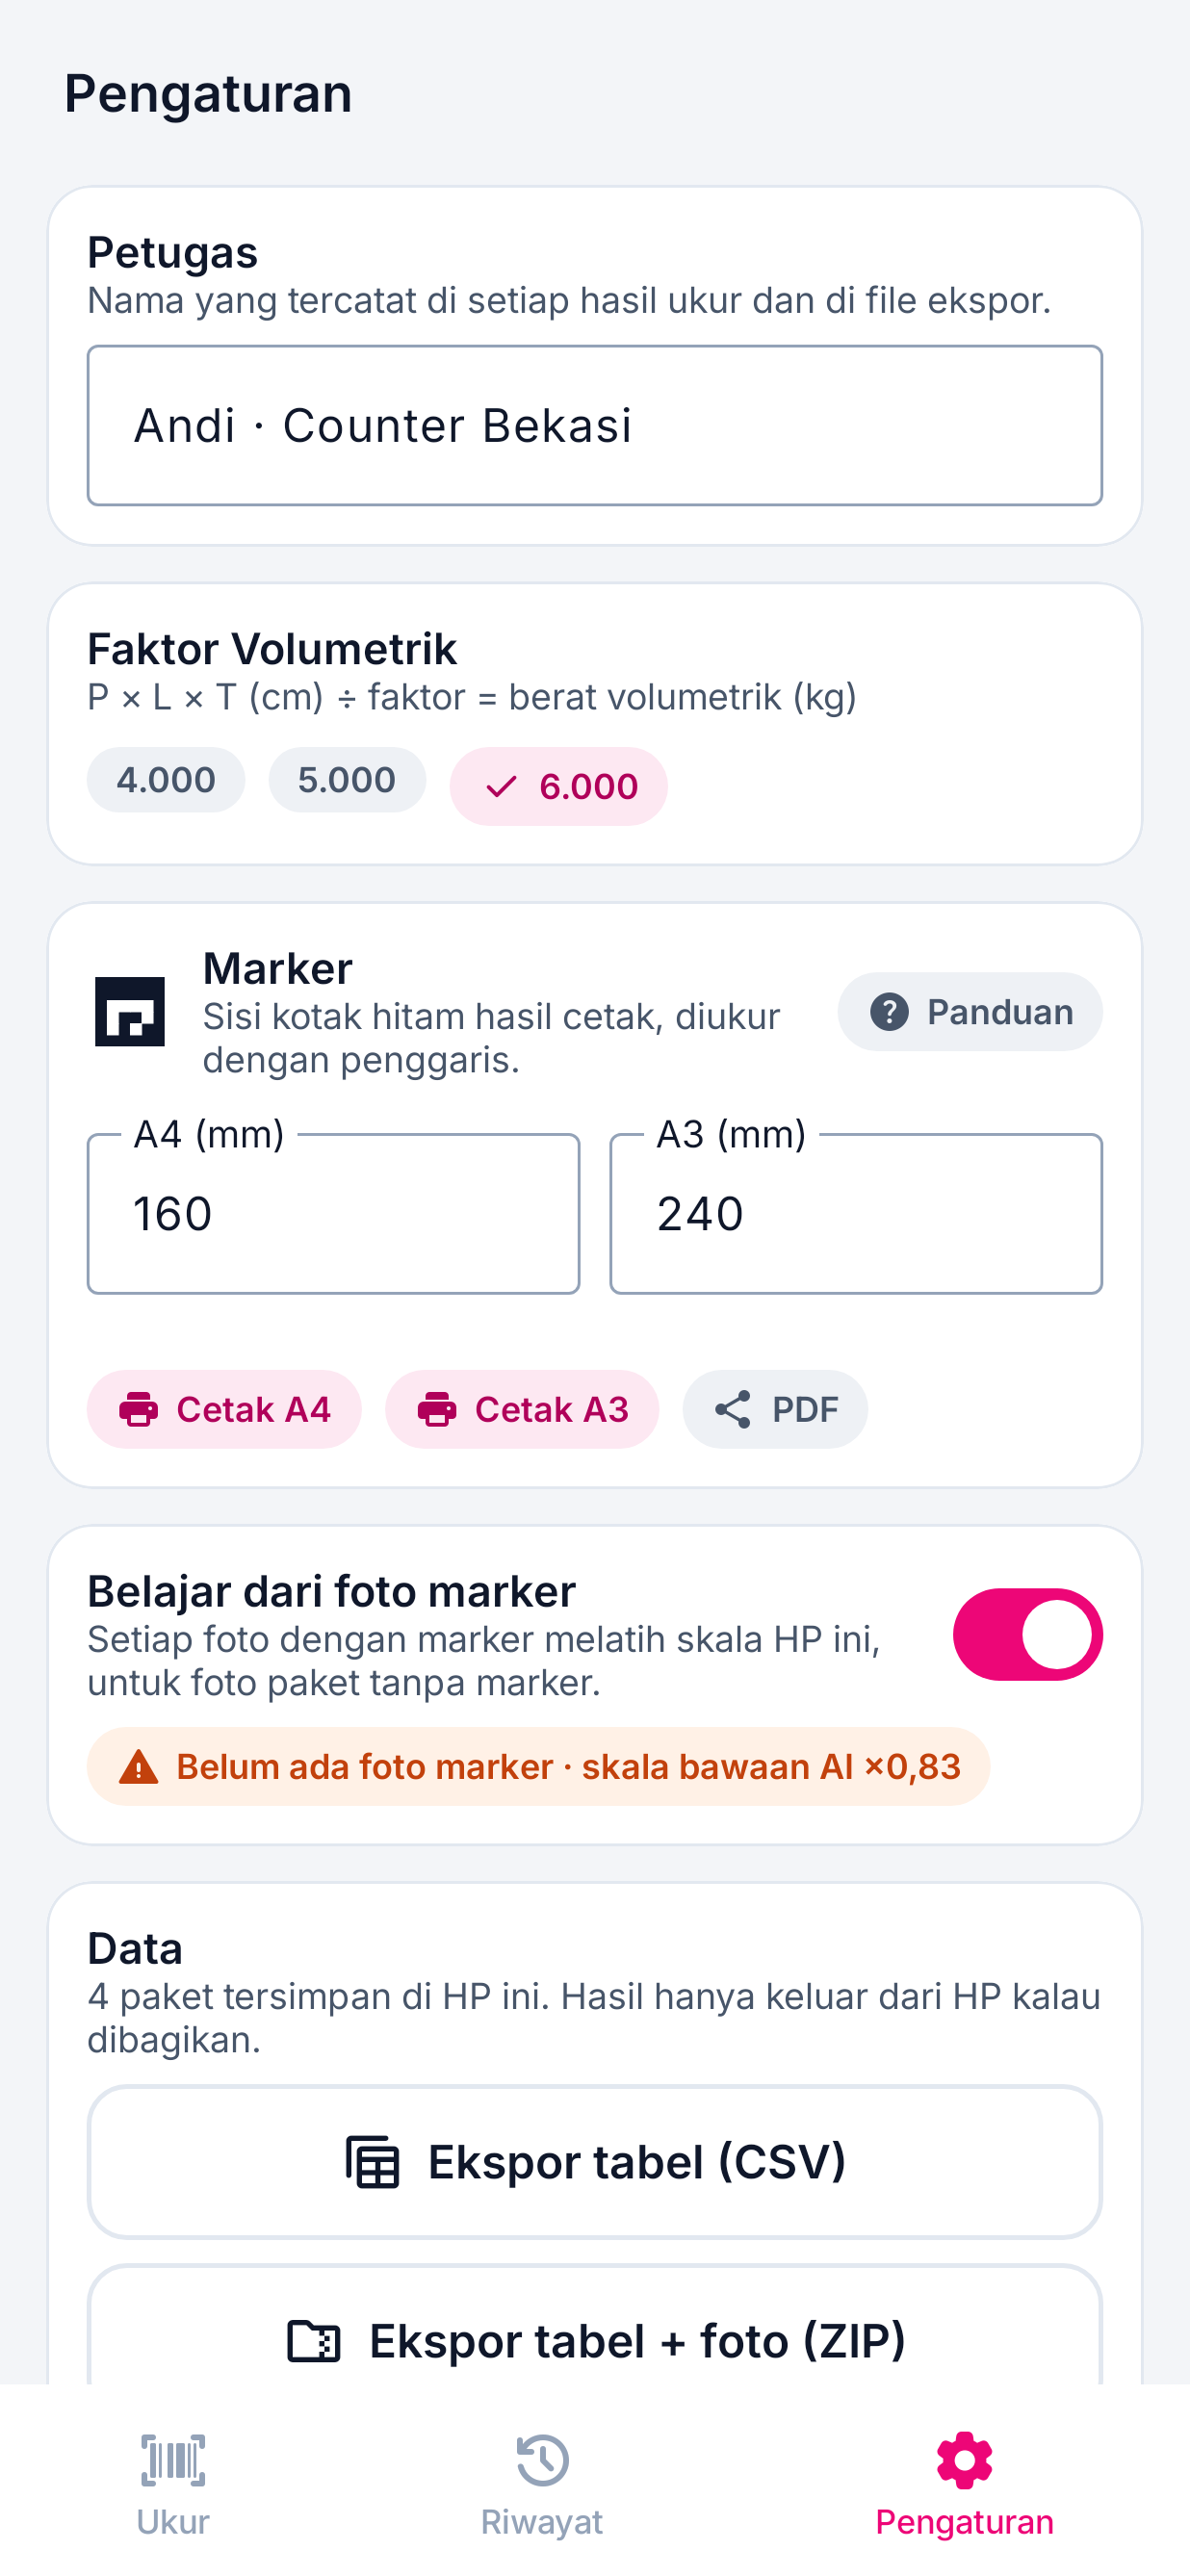 Pengaturan
Petugas
Nama yang tercatat di setiap hasil ukur dan di file ekspor.
Andi · Counter Bekasi
Faktor Volumetrik
P × L × T (cm) ÷ faktor = berat volumetrik (kg)
4.000
5.000
6.000
Marker
Sisi kotak hitam hasil cetak, diukur
dengan penggaris.
Panduan
A4 (mm)
160
A3 (mm)
240
Cetak A4
Cetak A3
PDF
Belajar dari foto marker
Setiap foto dengan marker melatih skala HP ini,
untuk foto paket tanpa marker.
Belum ada foto marker · skala bawaan AI ×0,83
Data
4 paket tersimpan di HP ini. Hasil hanya keluar dari HP kalau
dibagikan.
Ekspor tabel (CSV)
Ekspor tabel + foto (ZIP)
Ukur
Riwayat
Pengaturan